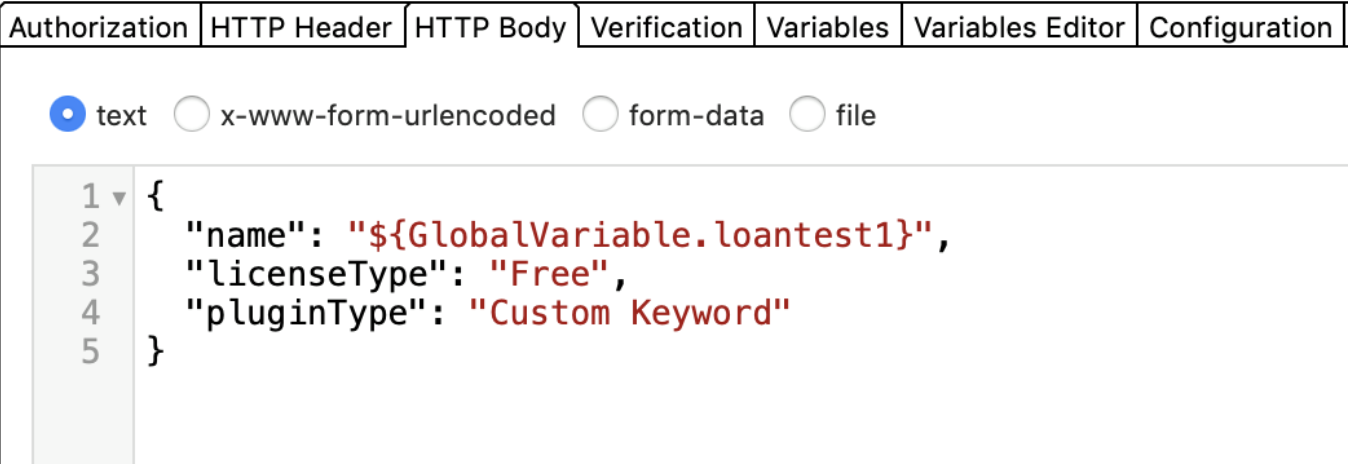 Authorization HTTP Header HTTP Body Verification Variables Variables Editor Configuration
text x-www-form-urlencoded form-data file
1 {
2 "name": "${GlobalVariable.loantest1}",
3 "licenseType": "Free",
4 "pluginType": "Custom Keyword"
5 }